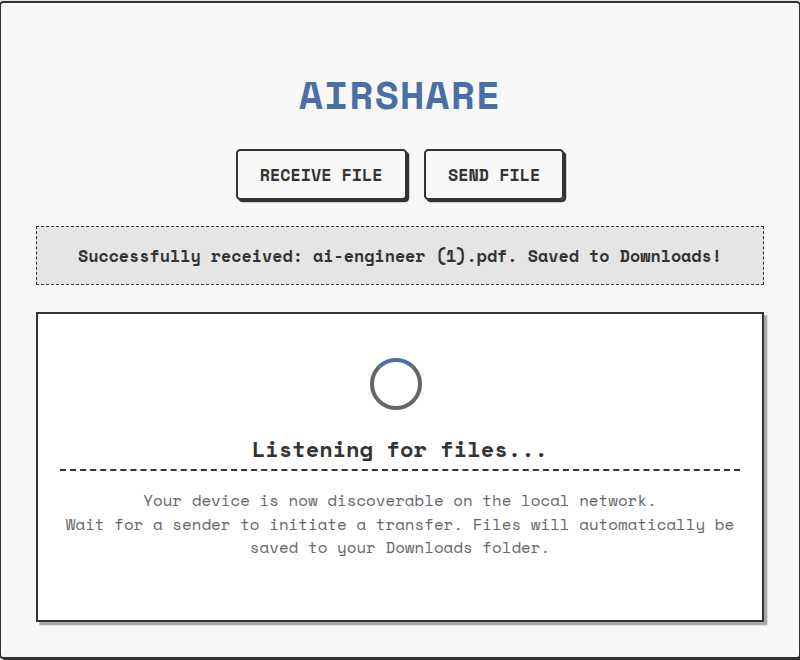 AIRSHARE
RECEIVE FILE
SEND FILE
Successfully received: ai-engineer (1).pdf. Saved to Downloads!
Listening for files...
Your device is now discoverable on the local network.
Wait for a sender to initiate a transfer. Files will automatically be
saved to your Downloads folder.